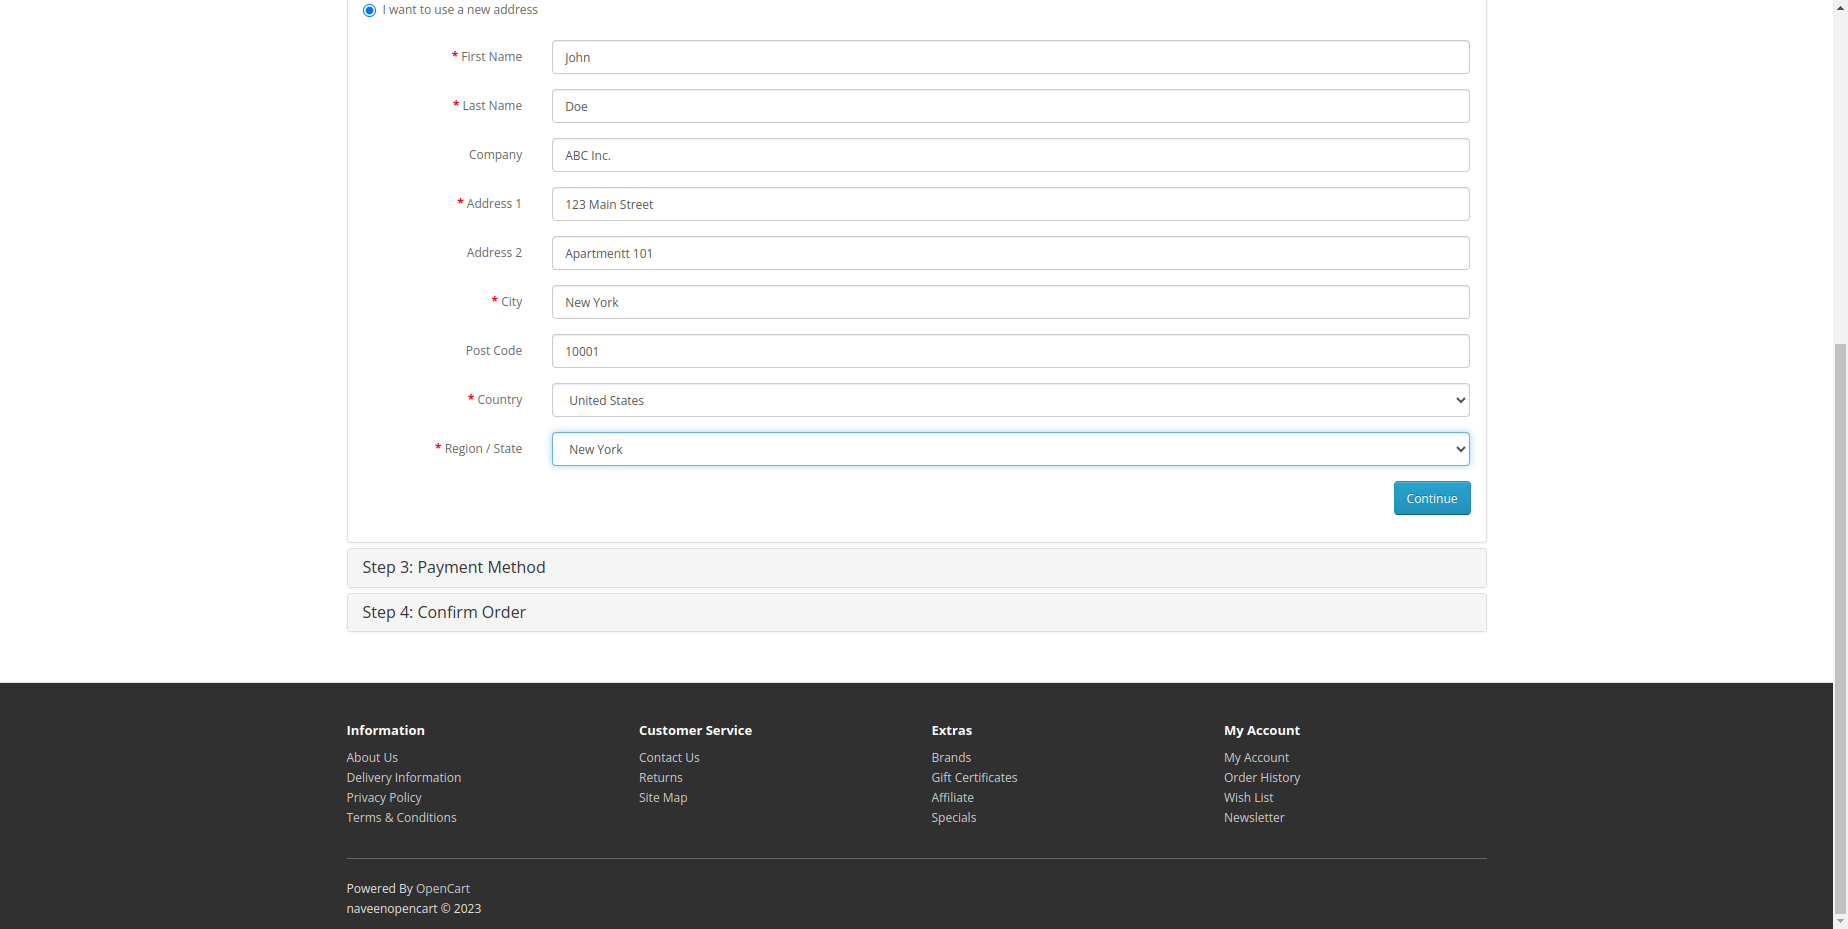 I want to use a new address
* First Name
John
* Last Name
Doe
Company
ABC Inc.
* Address 1
123 Main Street
Address 2
Apartmentt 101
* City
New York
Post Code
10001
* Country
United States
* Region / State
New York
Continue
Step 3: Payment Method
Step 4: Confirm Order
Information
About Us
Delivery Information
Privacy Policy
Terms & Conditions
Customer Service
Contact Us
Returns
Site Map
Extras
Brands
Gift Certificates
Affiliate
Specials
My Account
My Account
Order History
Wish List
Newsletter
Powered By OpenCart
naveenopencart © 2023